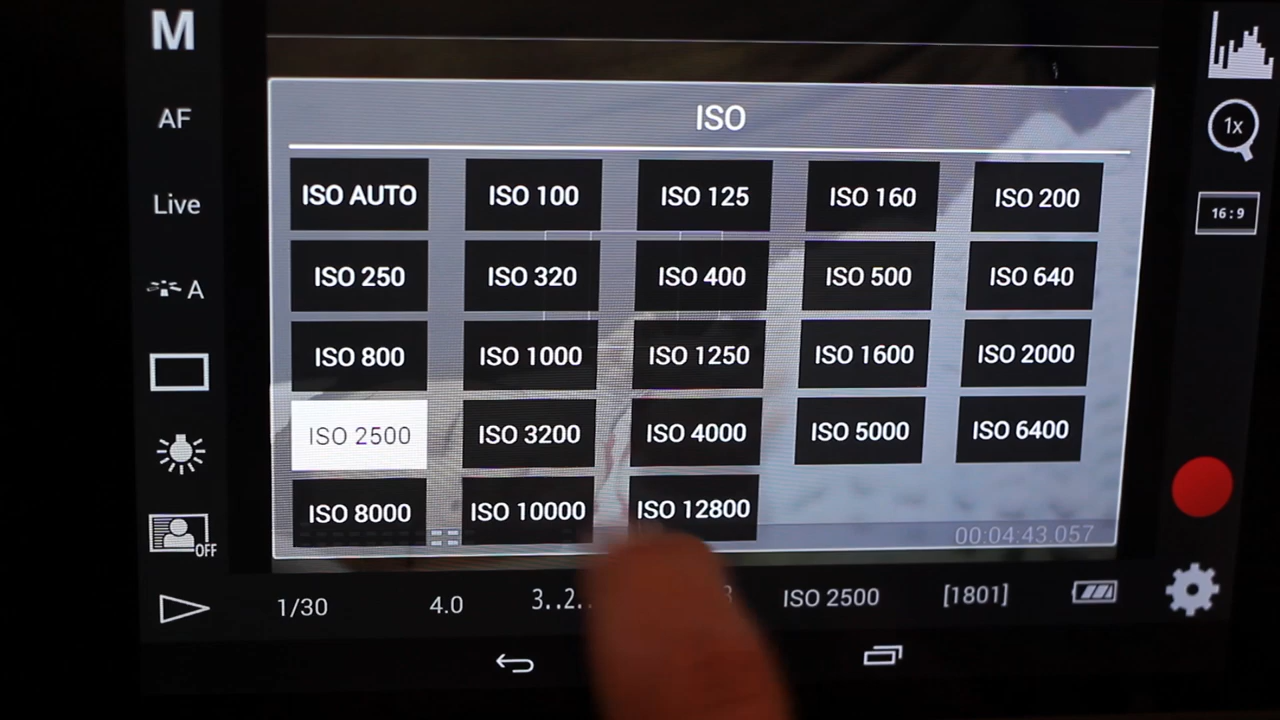 M
ISO
1x
AF
ISO AUTO ISO 100 ISO 125 ISO 160 ISO 200
Live
16 : 9
ISO 250 ISO 320 ISO 400 ISO 500 ISO 640
A
ISO 800 ISO 1000 ISO 1250 ISO 1600 ISO 2000
ISO 2500 ISO 3200 ISO 4000 ISO 5000 ISO 6400
ISO 8000 ISO 10000 ISO 12800
00:04:43.057
OFF
1/30 4.0 3..2.. 3 ISO 2500 [1801]